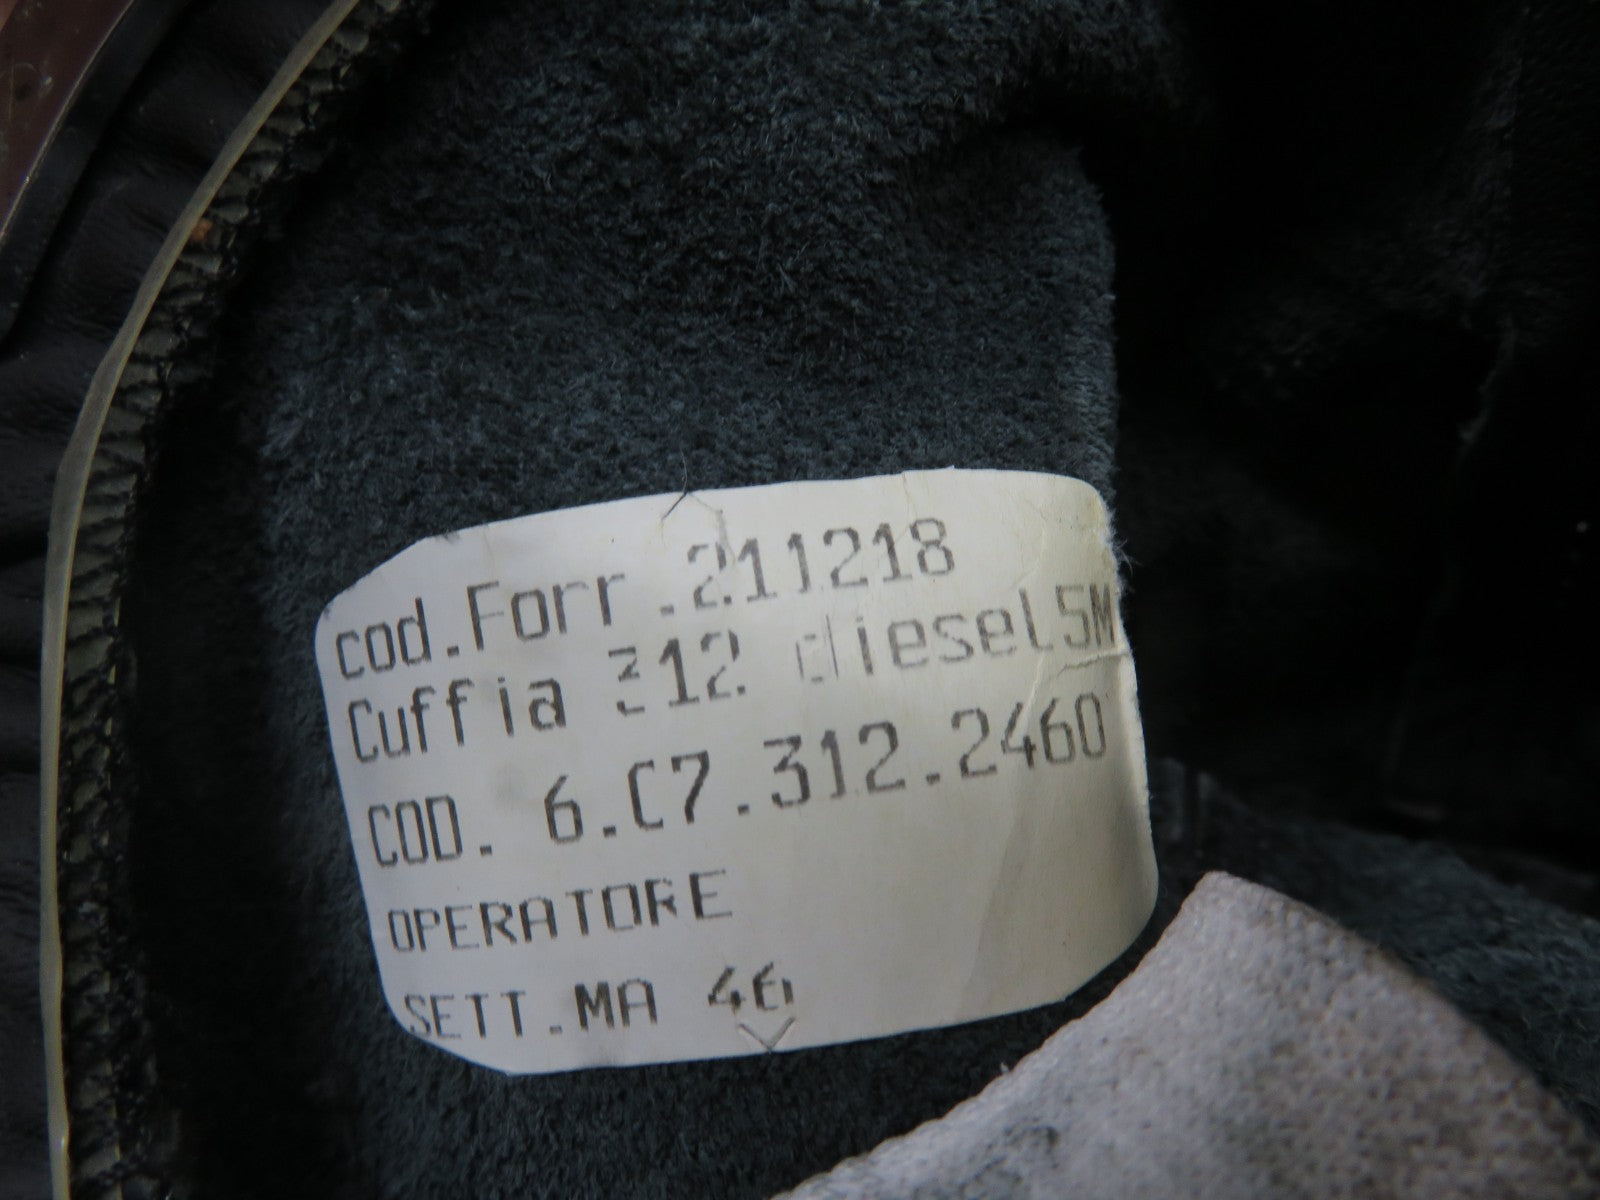 cod.Forr.211218
Cuffia 312 diesel5M
COD. 6.C7.312.2460
OPERATORE
SETT.MA 46